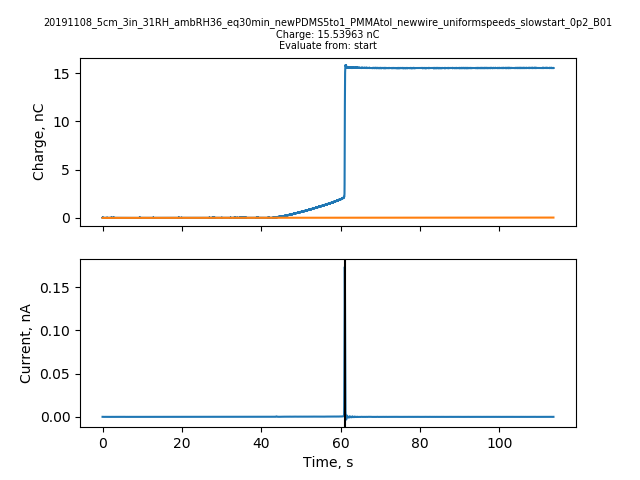 20191108_5cm_3in_31RH_ambRH36_eq30min_newPDMS5to1_PMMAtol_newwire_uniformspeeds_slowstart_0p2_B01
Charge: 15.53963 nC
Evaluate from: start
15
10
5
0
Charge, nC
0.15
0.10
0.05
0.00
Current, nA
0 20 40 60 80 100
Time, s